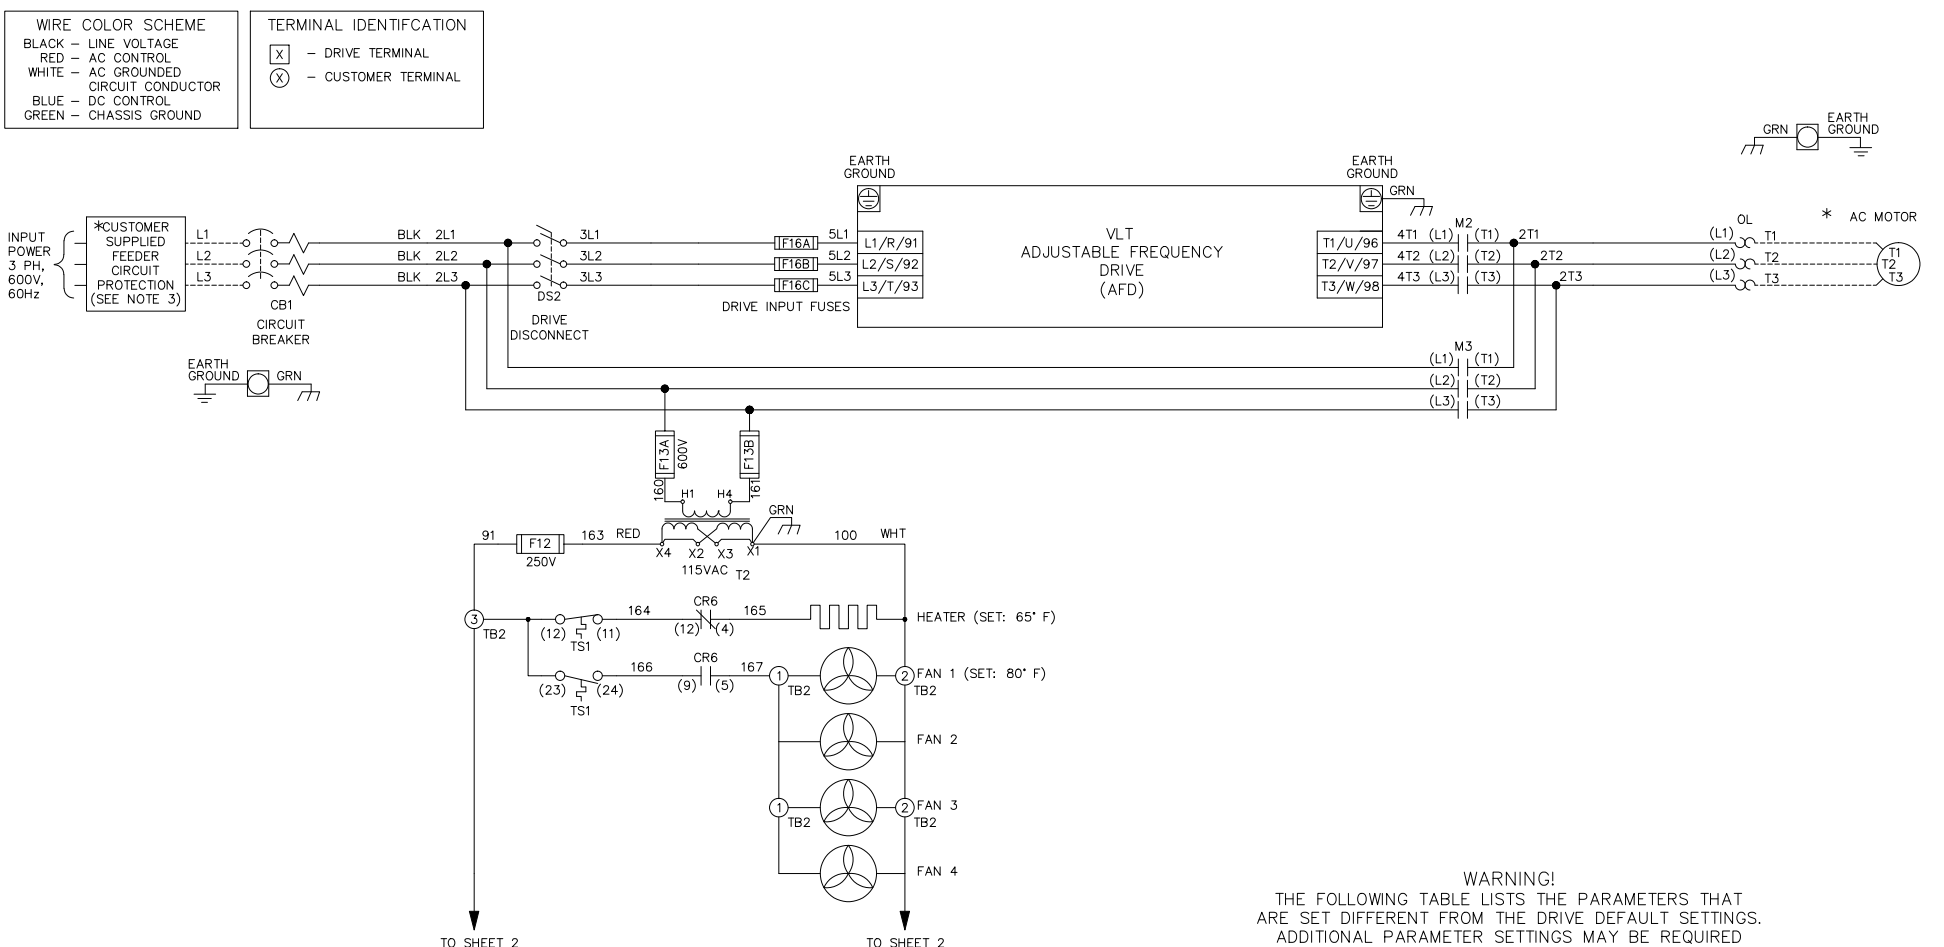 WIRE COLOR SCHEME
BLACK – LINE VOLTAGE
RED – AC CONTROL
WHITE – AC GROUNDED
CIRCUIT CONDUCTOR
BLUE – DC CONTROL
GREEN – CHASSIS GROUND
TERMINAL IDENTIFCATION
X – DRIVE TERMINAL
X – CUSTOMER TERMINAL
GRN
EARTH
GROUND
INPUT
POWER
3 PH,
600V,
60Hz
*CUSTOMER
SUPPLIED
FEEDER
CIRCUIT
PROTECTION
(SEE NOTE 3)
L1
L2
L3
CB1
CIRCUIT
BREAKER
BLK 2L1
BLK 2L2
BLK 2L3
3L1
3L2
3L3
DS2
DRIVE
DISCONNECT
F16A
F16B
F16C
DRIVE INPUT FUSES
5L1
5L2
5L3
EARTH
GROUND
L1/R/91
L2/S/92
L3/T/93
VLT
ADJUSTABLE FREQUENCY
DRIVE
(AFD)
EARTH
GROUND
GRN
T1/U/96
T2/V/97
T3/W/98
M2
4T1 (L1) (T1) 2T1
4T2 (L2) (T2) 2T2
4T3 (L3) (T3) 2T3
OL
(L1) T1
(L2) T2
(L3) T3
* AC MOTOR
T1
T2
T3
EARTH
GROUND
GRN
M3
(L1) (T1)
(L2) (T2)
(L3) (T3)
F13A
600V
F13B
160
161
H1 H4
GRN
91
F12
250V
163 RED
X4 X2 X3 X1
115VAC T2
100 WHT
3
TB2
(12) (11)
TS1
164
CR6
(12) (4)
165
HEATER (SET: 65° F)
(23) (24)
TS1
166
CR6
(9) (5)
167
1
TB2
2
TB2
FAN 1 (SET: 80° F)
FAN 2
1
TB2
2
TB2
FAN 3
FAN 4
TO SHEET 2
TO SHEET 2
WARNING!
THE FOLLOWING TABLE LISTS THE PARAMETERS THAT
ARE SET DIFFERENT FROM THE DRIVE DEFAULT SETTINGS.
ADDITIONAL PARAMETER SETTINGS MAY BE REQUIRED